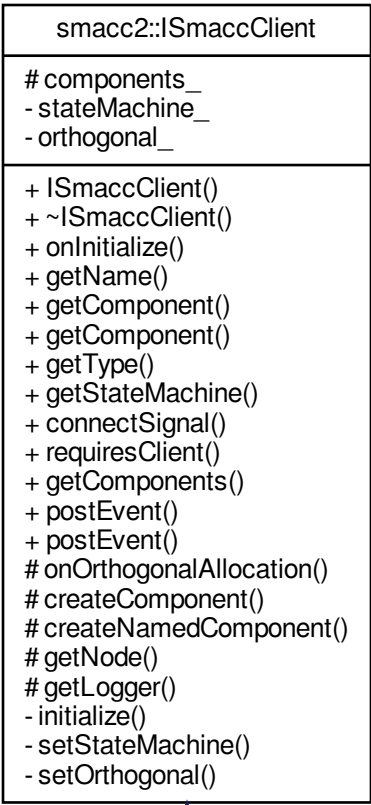 smacc2::ISmaccClient
# components_
- stateMachine_
- orthogonal_
+ ISmaccClient()
+ ~ISmaccClient()
+ onInitialize()
+ getName()
+ getComponent()
+ getComponent()
+ getType()
+ getStateMachine()
+ connectSignal()
+ requiresClient()
+ getComponents()
+ postEvent()
+ postEvent()
# onOrthogonalAllocation()
# createComponent()
# createNamedComponent()
# getNode()
# getLogger()
- initialize()
- setStateMachine()
- setOrthogonal()